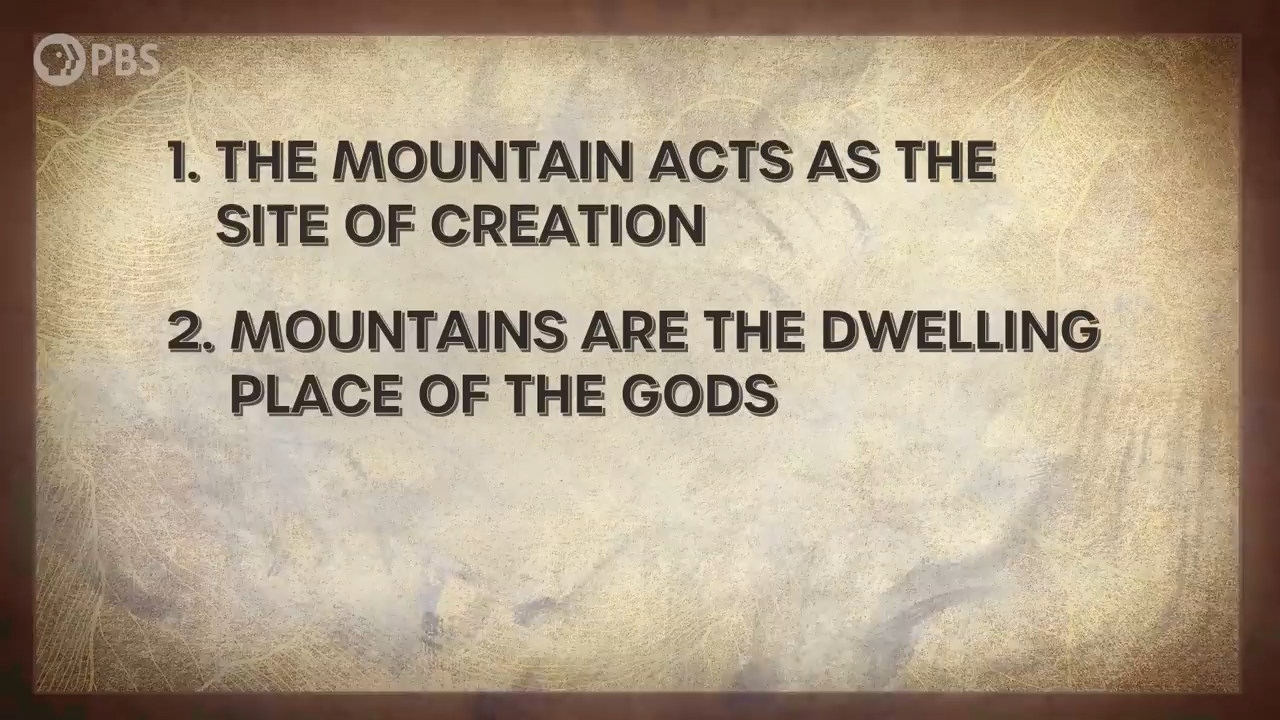 PBS
1. THE MOUNTAIN ACTS AS THE
SITE OF CREATION
2. MOUNTAINS ARE THE DWELLING
PLACE OF THE GODS